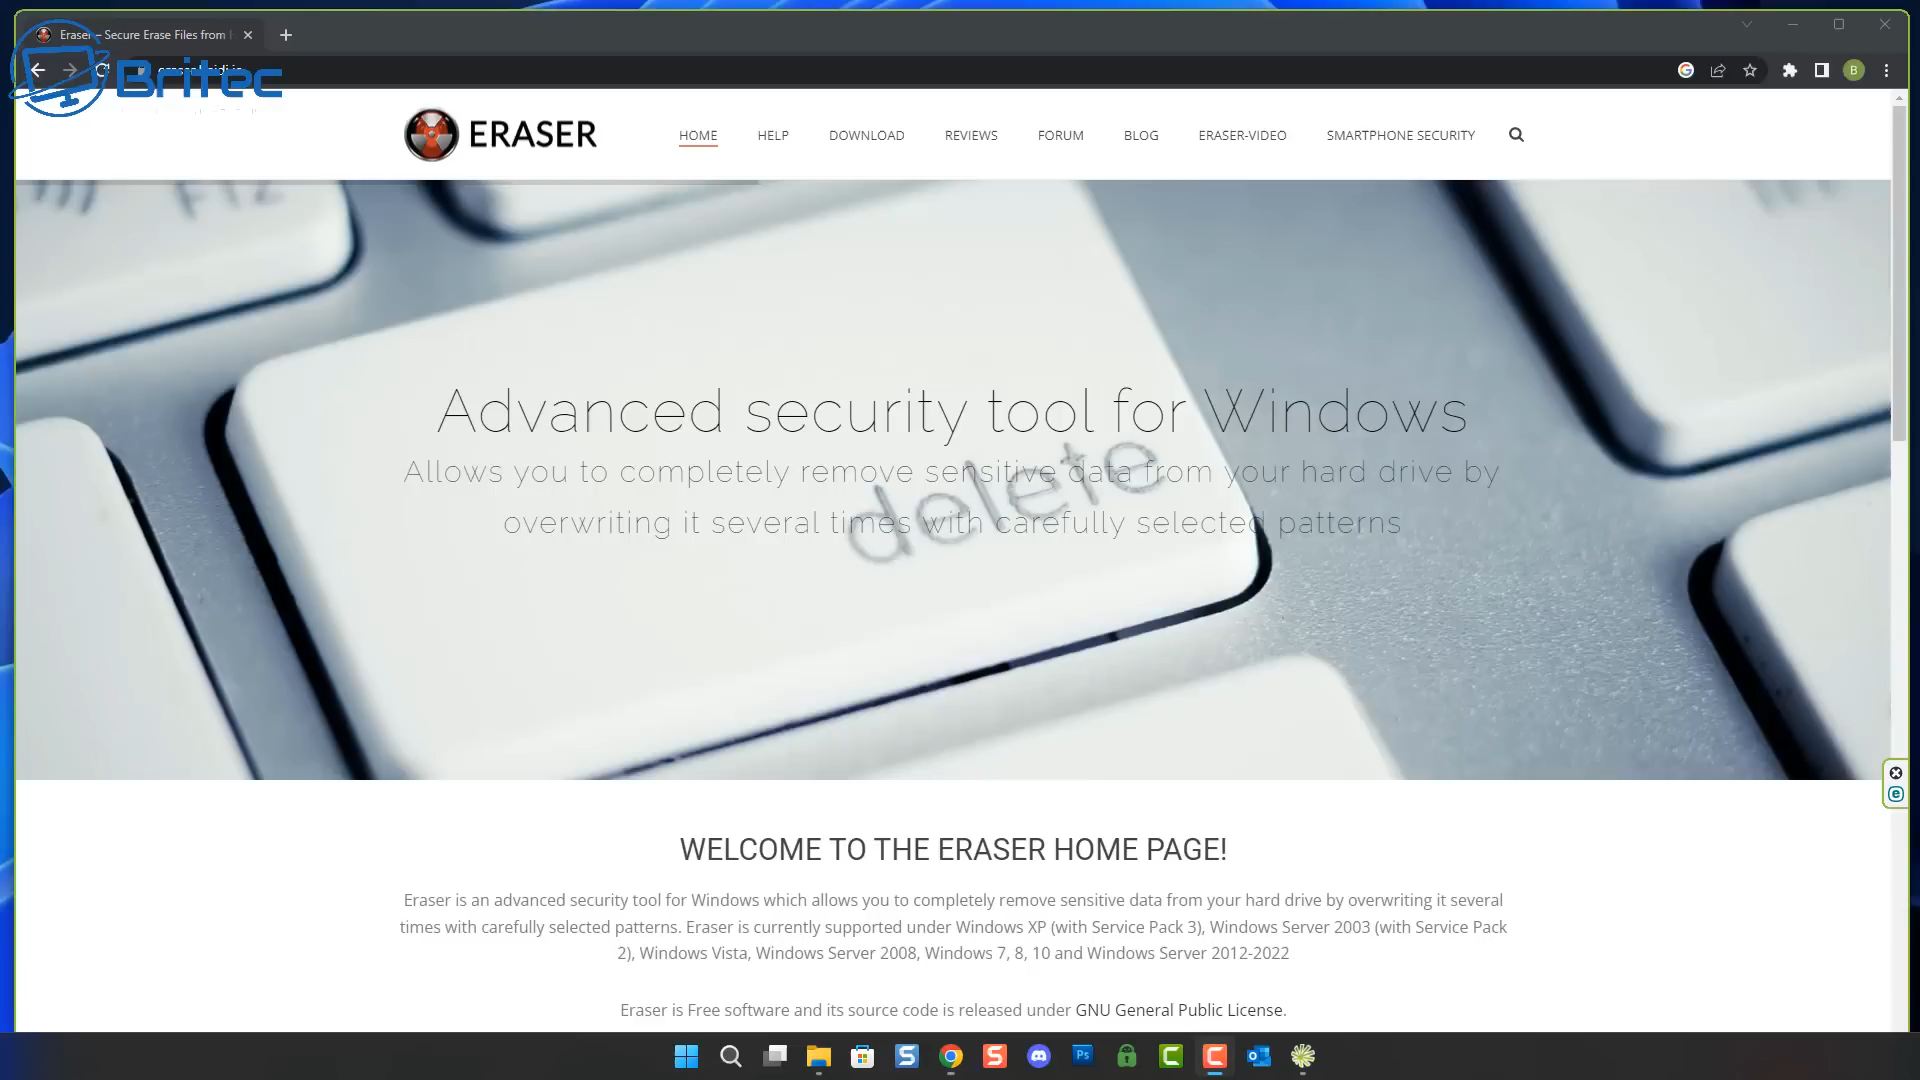 Eraser – Secure Erase Files from
Britec
B
ERASER
HOME HELP DOWNLOAD REVIEWS FORUM BLOG ERASER-VIDEO SMARTPHONE SECURITY
F12
Advanced security tool for Windows
Allows you to completely remove sensitive data from your hard drive by
overwriting it several times with carefully selected patterns
delete
WELCOME TO THE ERASER HOME PAGE!
Eraser is an advanced security tool for Windows which allows you to completely remove sensitive data from your hard drive by overwriting it several
times with carefully selected patterns. Eraser is currently supported under Windows XP (with Service Pack 3), Windows Server 2003 (with Service Pack
2), Windows Vista, Windows Server 2008, Windows 7, 8, 10 and Windows Server 2012-2022
Eraser is Free software and its source code is released under GNU General Public License.
Ps